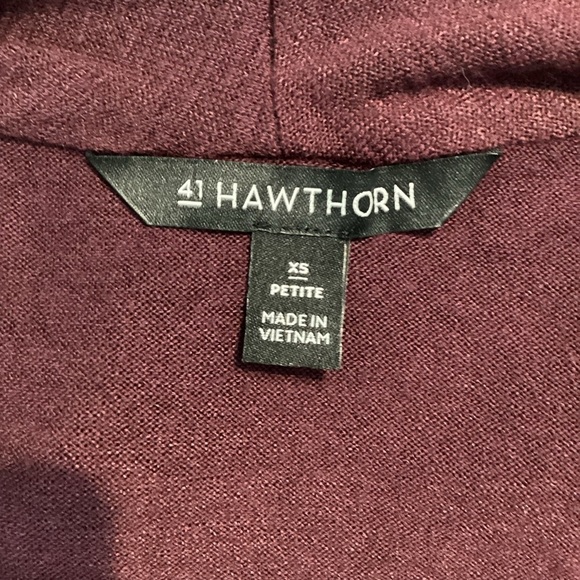 41 HAWTHORN
XS
PETITE
MADE IN
VIETNAM